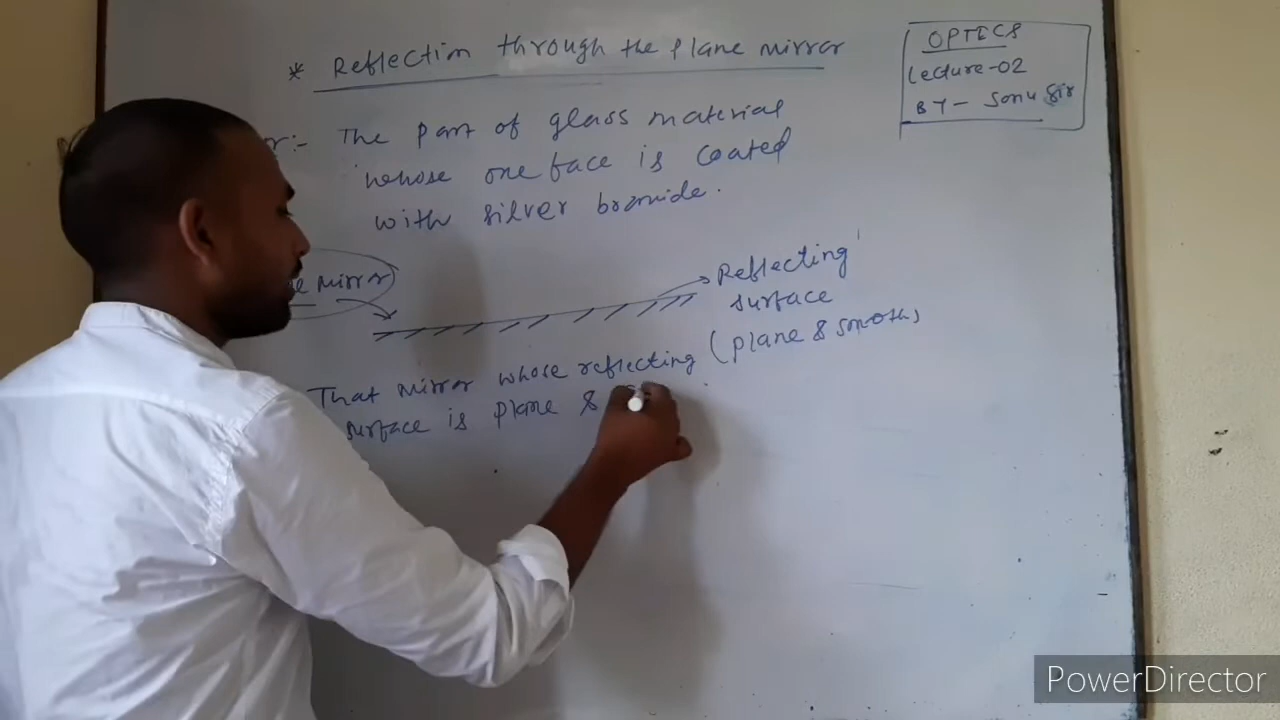 * Reflection through the plane mirror
OPTICS
Lecture-02
BY - Sonu Sir
or:- The part of glass material
whose one face is coated
with silver bromide.
mirror
Reflecting
surface
(plane & smooth)
That mirror whose reflecting
surface is plane &
PowerDirector